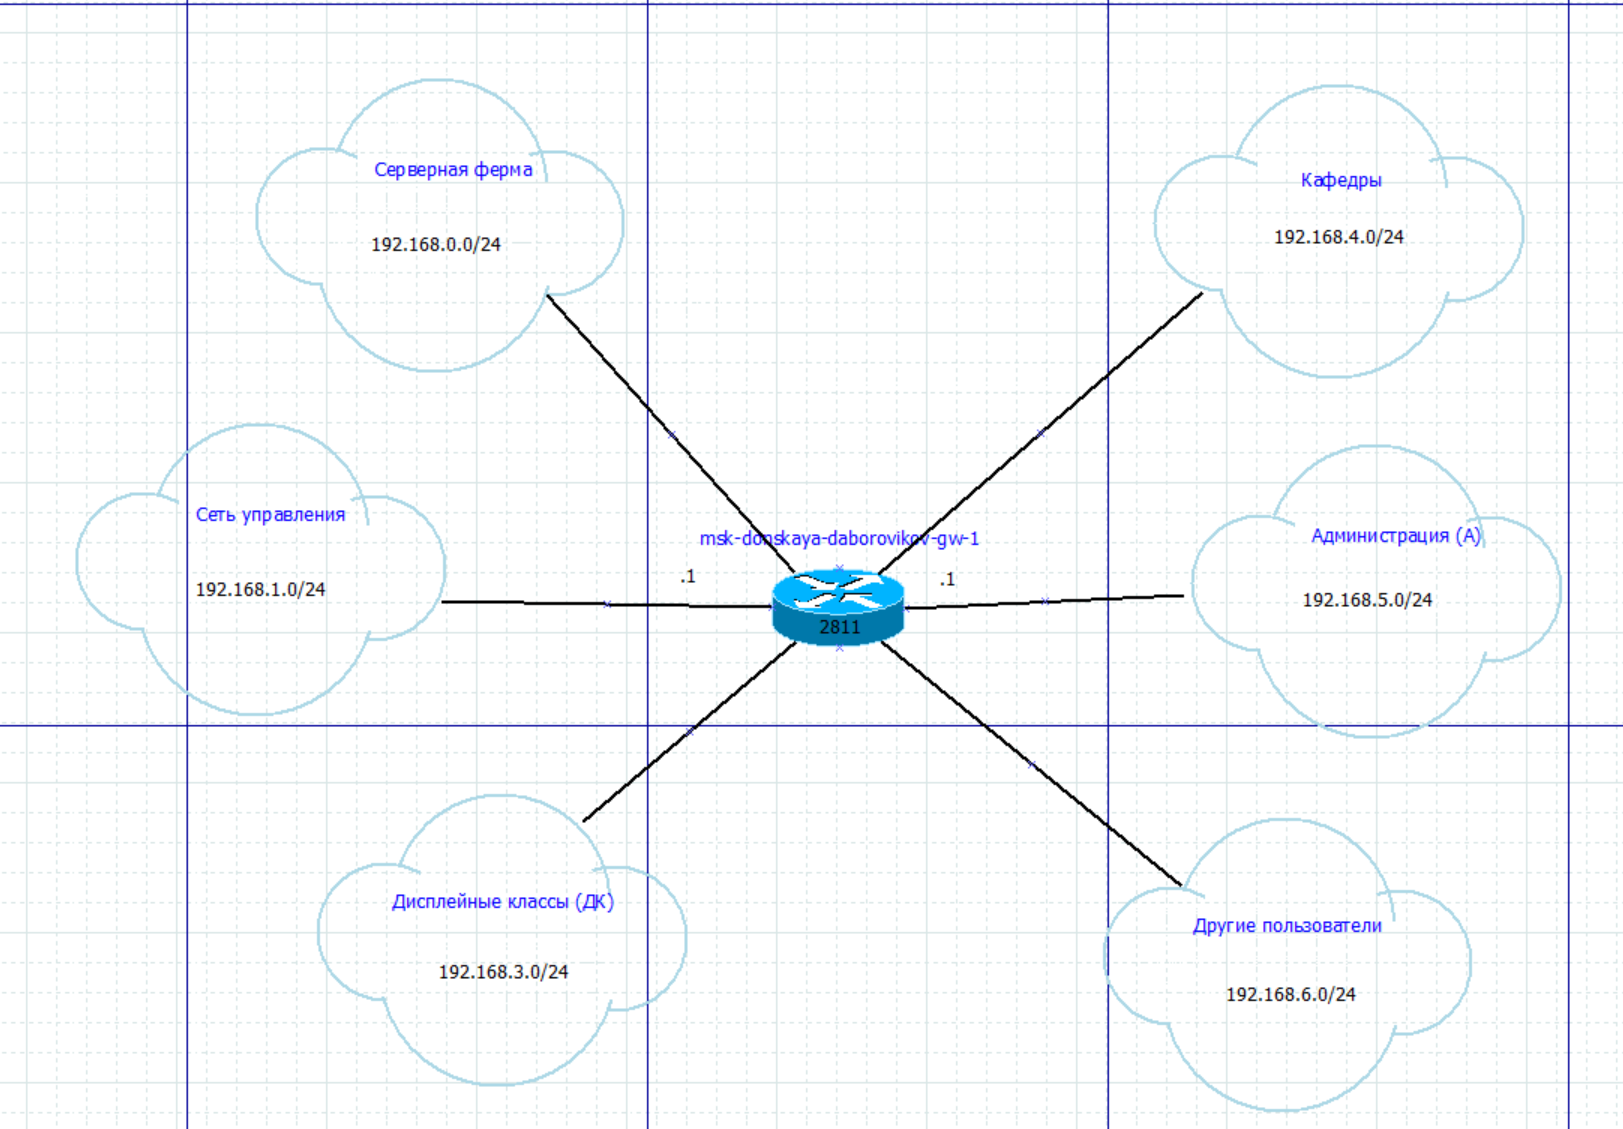 Серверная ферма
192.168.0.0/24
Кафедры
192.168.4.0/24
Сеть управления
192.168.1.0/24
msk-donskaya-daborovikov-gw-1
.1
.1
2811
Администрация (А)
192.168.5.0/24
Дисплейные классы (ДК)
192.168.3.0/24
Другие пользователи
192.168.6.0/24